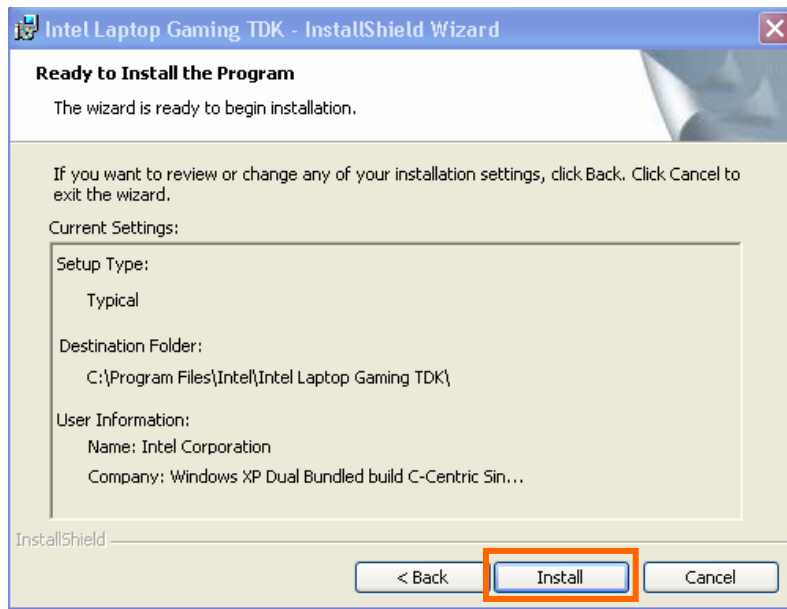 Intel Laptop Gaming TDK - InstallShield Wizard
Ready to Install the Program
The wizard is ready to begin installation.
If you want to review or change any of your installation settings, click Back. Click Cancel to
exit the wizard.
Current Settings:
Setup Type:
Typical
Destination Folder:
C:\Program Files\Intel\Intel Laptop Gaming TDK\
User Information:
Name: Intel Corporation
Company: Windows XP Dual Bundled build C-Centric Sin...
InstallShield
< Back
Install
Cancel